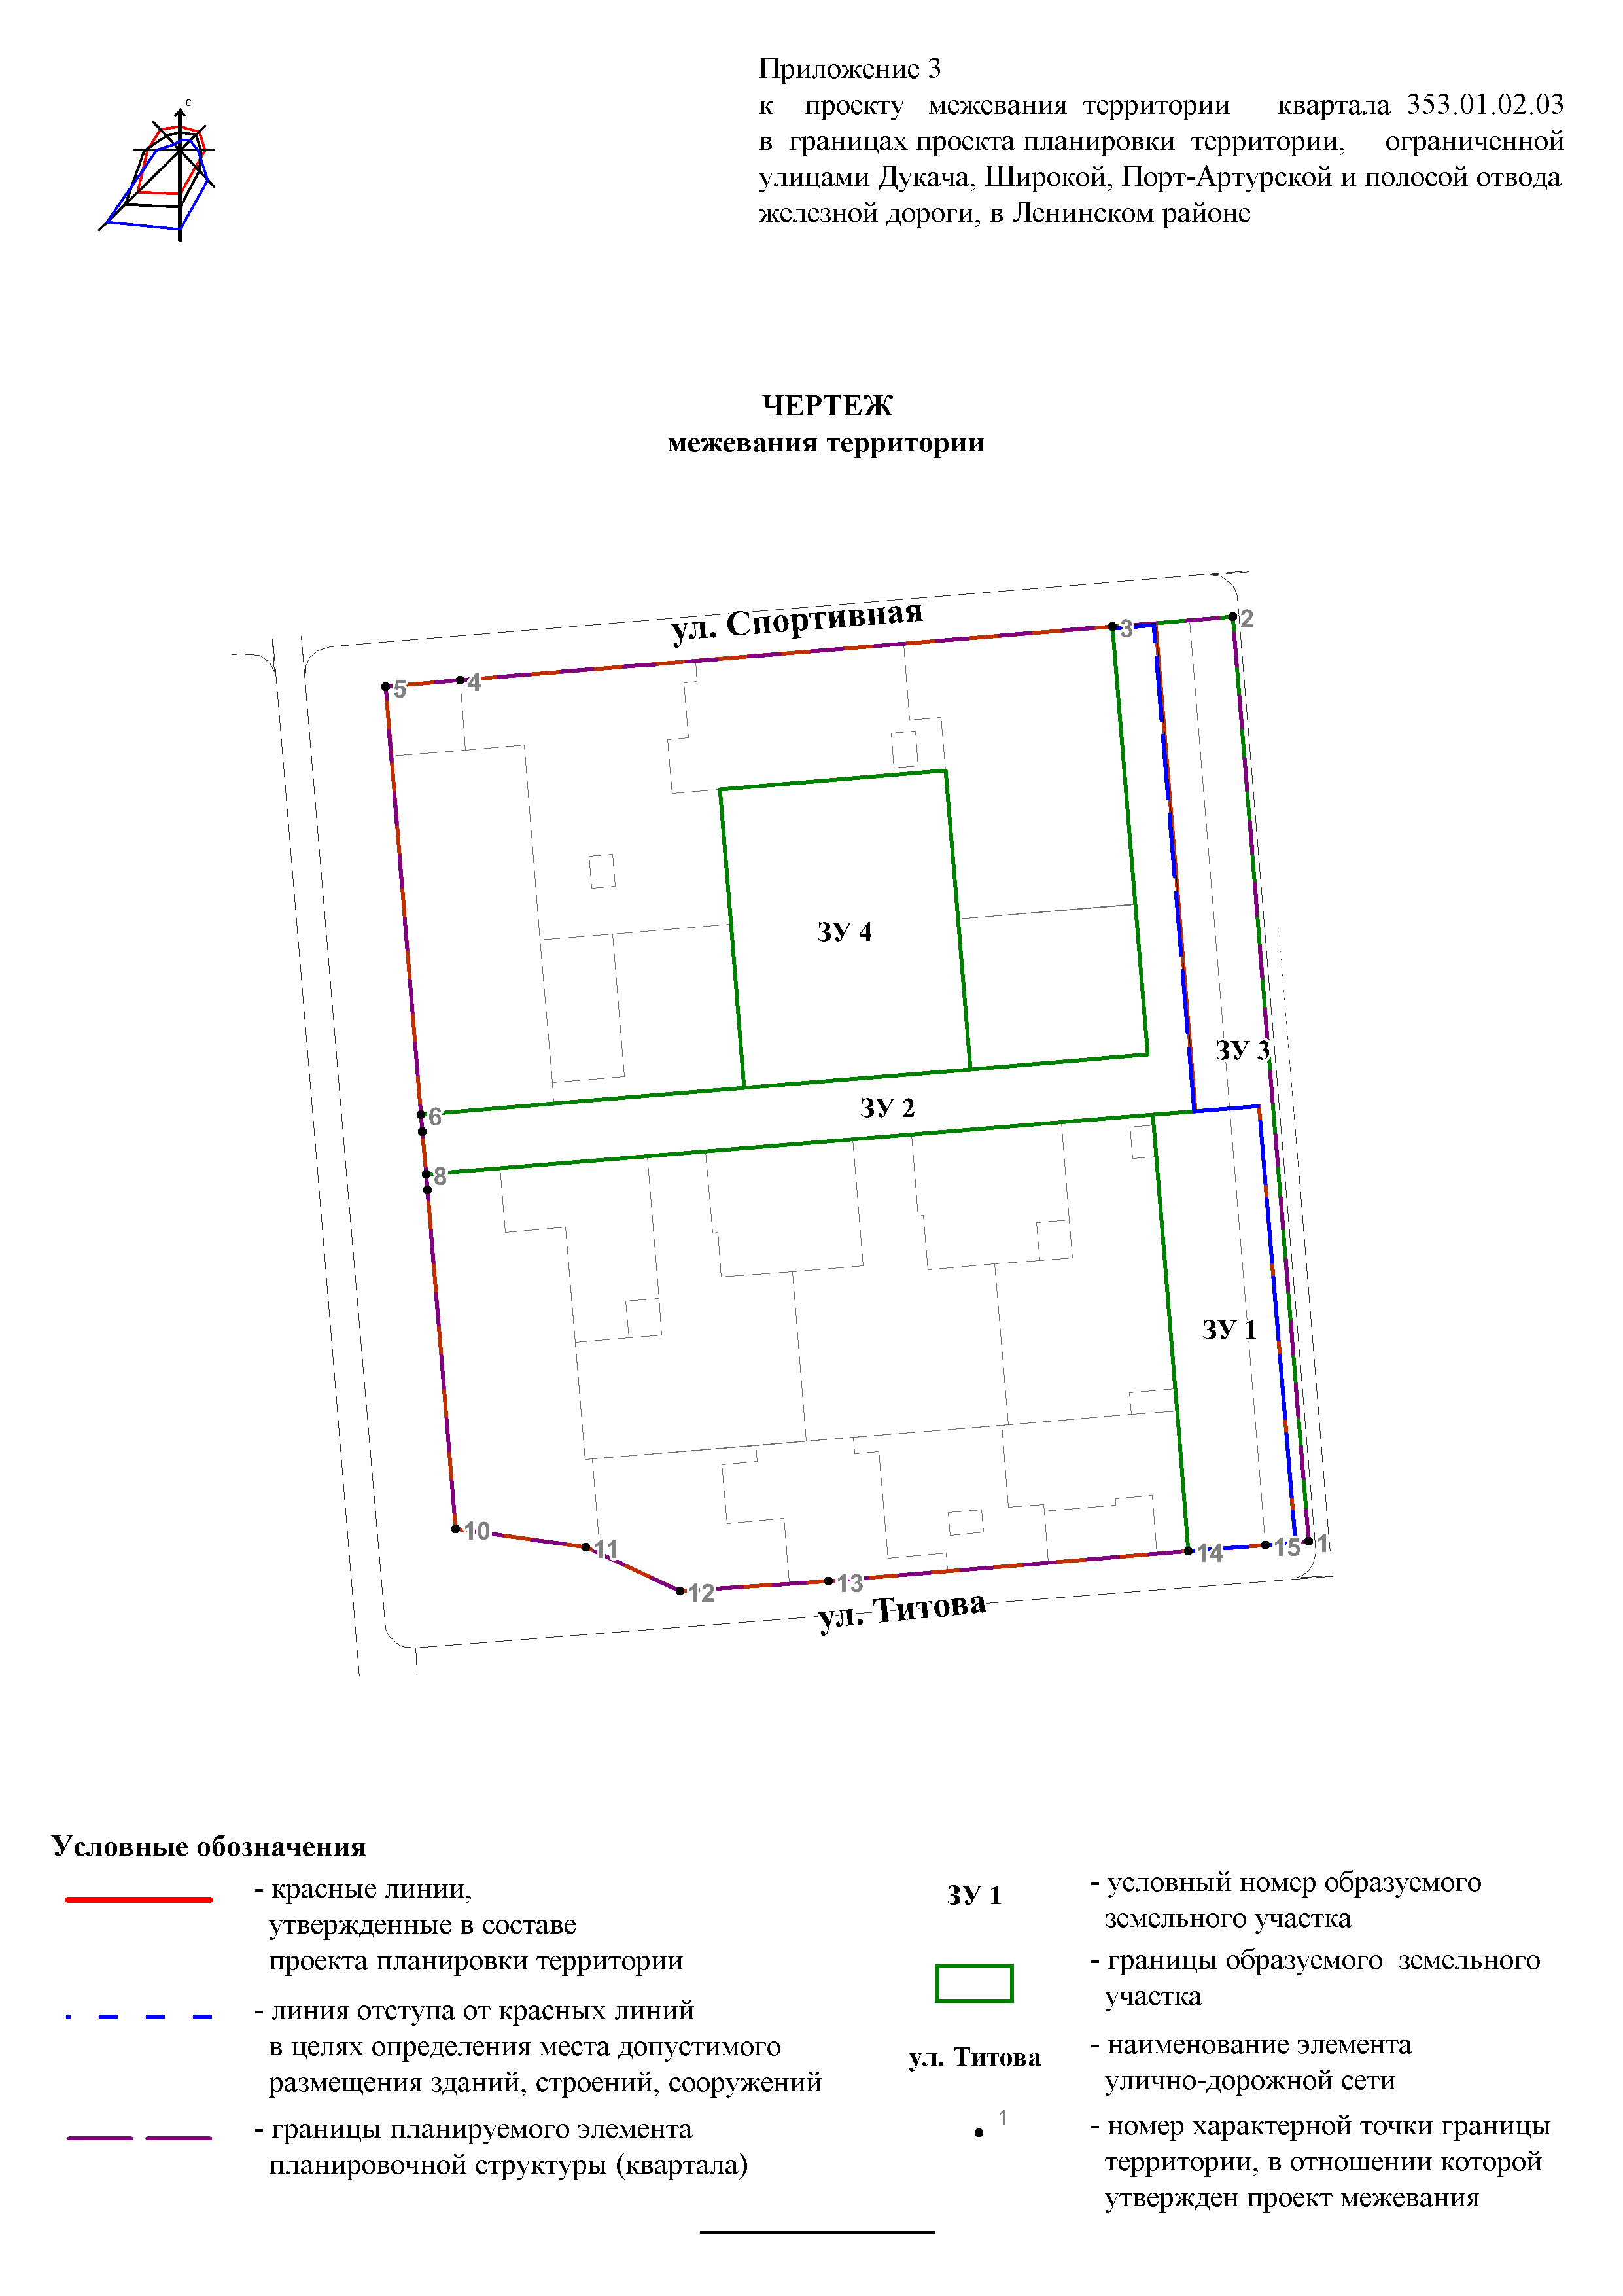 Приложение 3
к проекту межевания территории квартала 353.01.02.03
в границах проекта планировки территории, ограниченной
улицами Дукача, Широкой, Порт-Артурской и полосой отвода
железной дороги, в Ленинском районе
с
ЧЕРТЕЖ
межевания территории
ул. Спортивная
2
3
4
5
ЗУ 4
ЗУ 3
ЗУ 2
6
8
ЗУ 1
10
11
12
13
14
15
1
ул. Титова
Условные обозначения
- красные линии,
утвержденные в составе
проекта планировки территории
- линия отступа от красных линий
в целях определения места допустимого
размещения зданий, строений, сооружений
- границы планируемого элемента
планировочной структуры (квартала)
ЗУ 1
- условный номер образуемого
земельного участка
- границы образуемого земельного
участка
ул. Титова
- наименование элемента
улично-дорожной сети
1
- номер характерной точки границы
территории, в отношении которой
утвержден проект межевания